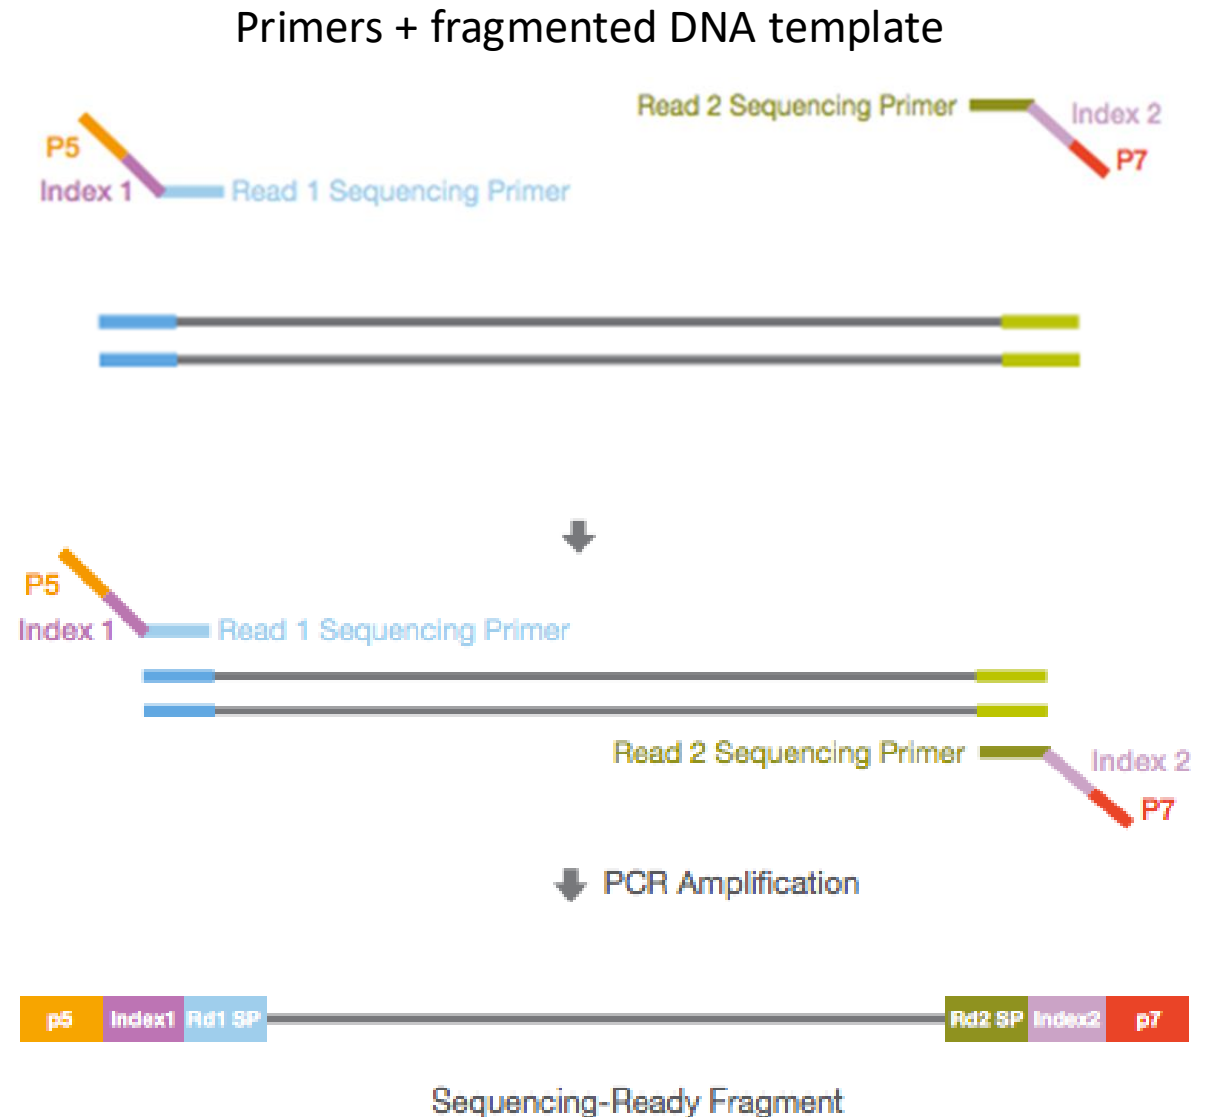 Primers + fragmented DNA template
Read 2 Sequencing Primer
Index 2
P5
P7
Index 1
Read 1 Sequencing Primer
P5
Index 1
Read 1 Sequencing Primer
Read 2 Sequencing Primer
Index 2
P7
PCR Amplification
p5
Index1
Rd1 SP
Rd2 SP
Index2
p7
Sequencing-Ready Fragment